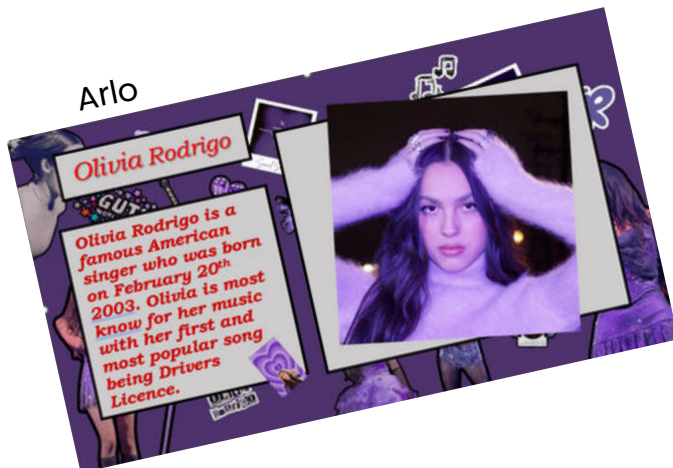 Arlo
Olivia Rodrigo
Olivia Rodrigo is a
famous American
singer who was born
on February 20th
2003. Olivia is most
know for her music
with her first and
most popular song
being Drivers
Licence.
GUTS